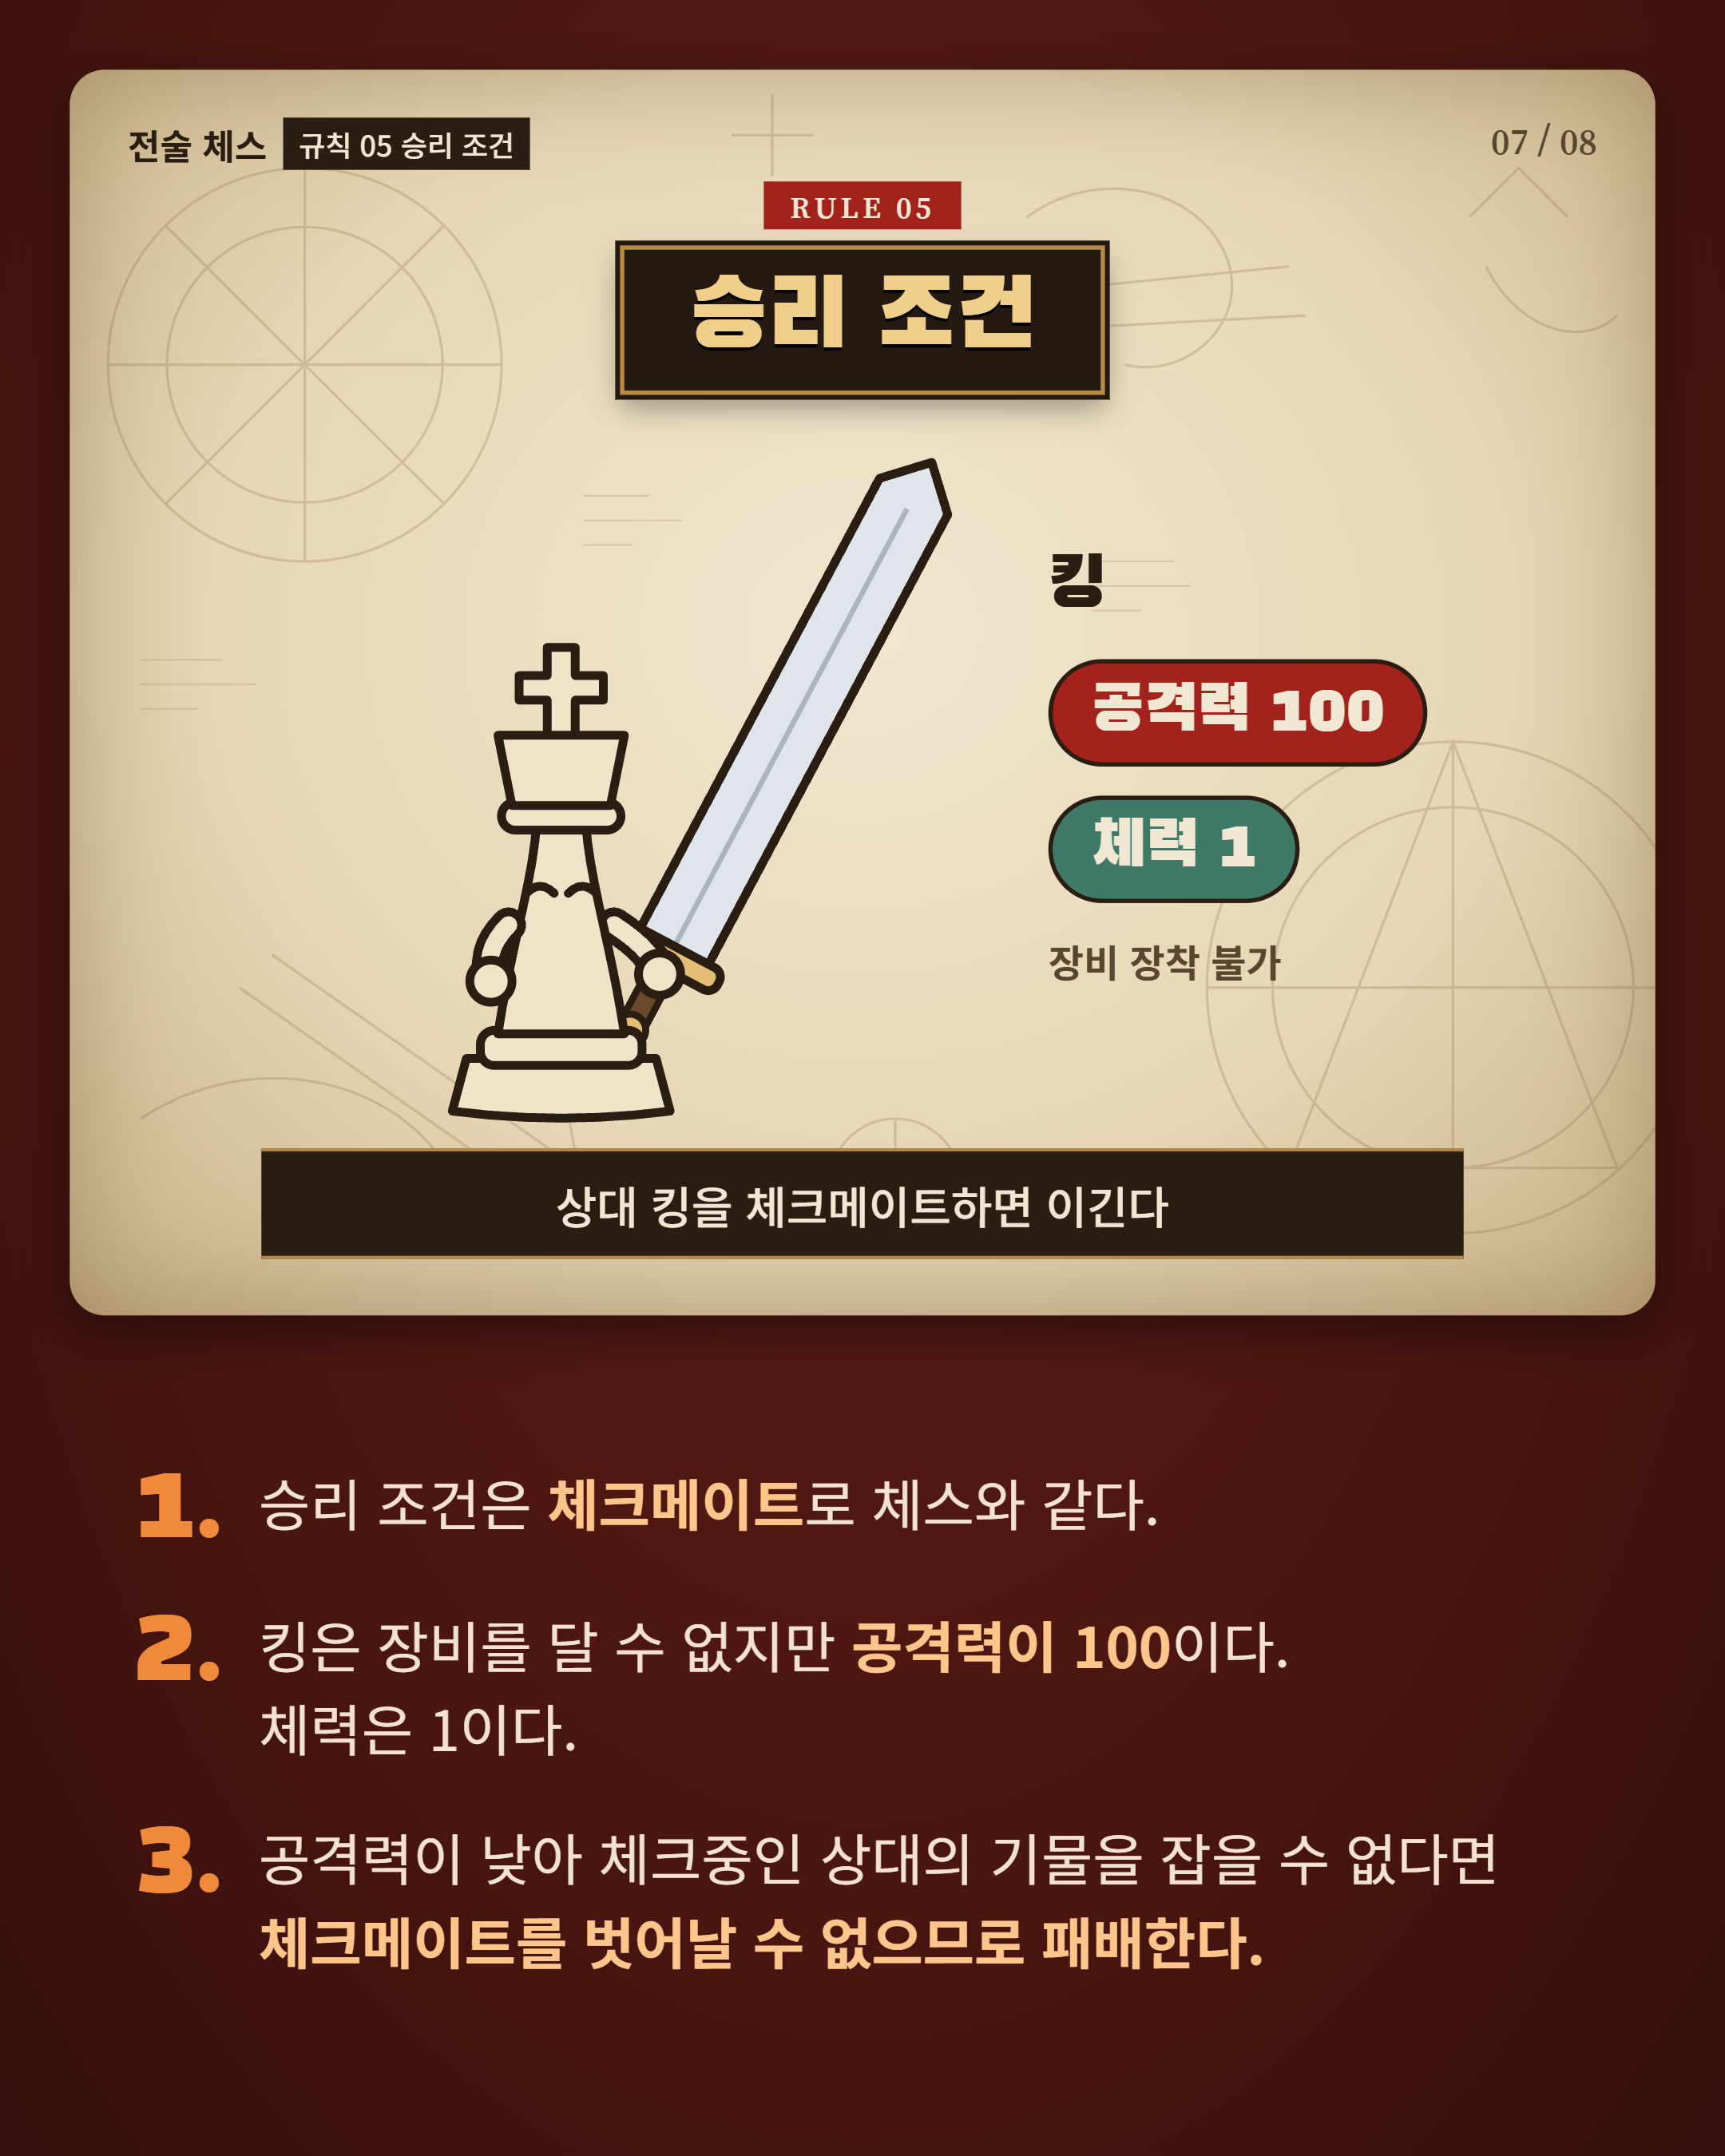 전술 체스 규칙 05 승리 조건
07 / 08
RULE 05
승리 조건
킹
공격력 100
체력 1
장비 장착 불가
상대 킹을 체크메이트하면 이긴다
1. 승리 조건은 체크메이트로 체스와 같다.
2. 킹은 장비를 달 수 없지만 공격력이 100이다.
체력은 1이다.
3. 공격력이 낮아 체크중인 상대의 기물을 잡을 수 없다면
체크메이트를 벗어날 수 없으므로 패배한다.